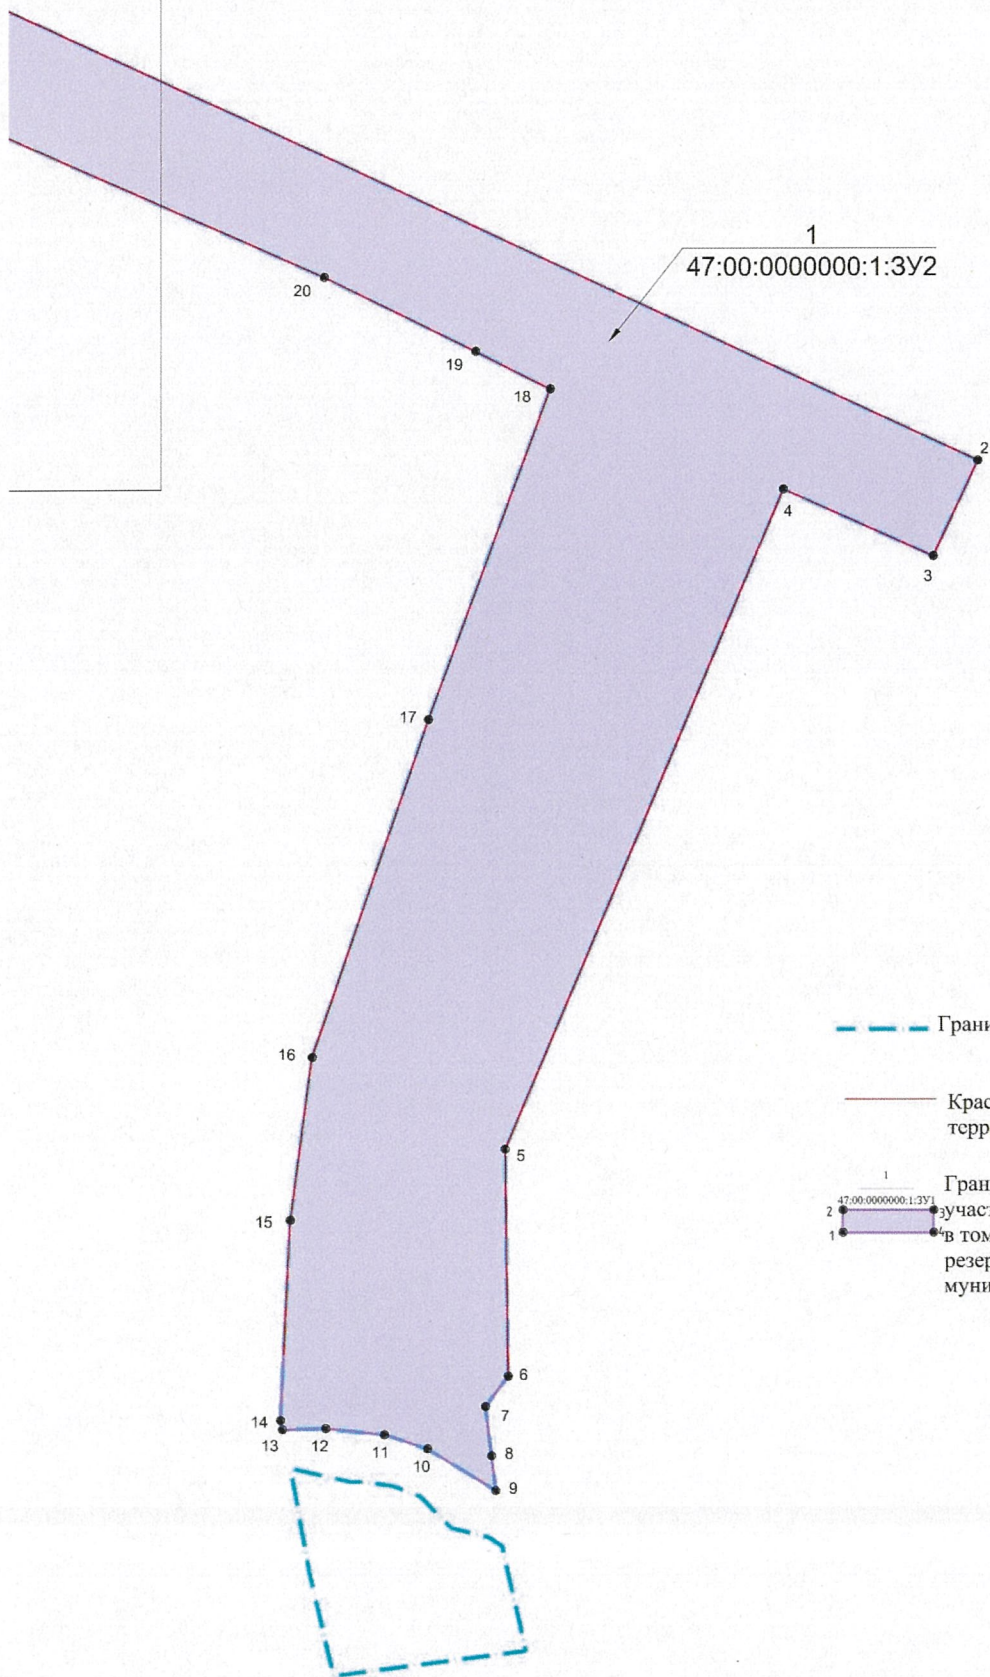 1
47:00:0000000:1:ЗУ2
20
19
18
2
4
3
17
16
5
15
6
7
14
13
12
11
10
8
9
Грани
Крас
терр
1
47:00:0000000:1:ЗУ1
2
3
1
4
Гран
участ
в том
резер
муни